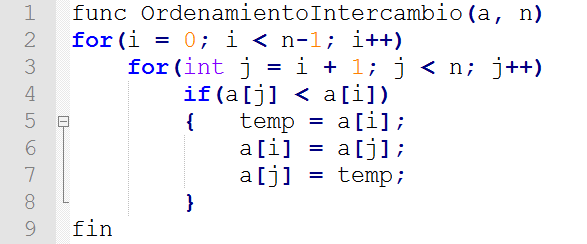 1 func OrdenamientoIntercambio(a, n)
2 for(i = 0; i < n-1; i++)
3     for(int j = i + 1; j < n; j++)
4         if(a[j] < a[i])
5         {   temp = a[i];
6             a[i] = a[j];
7             a[j] = temp;
8         }
9 fin